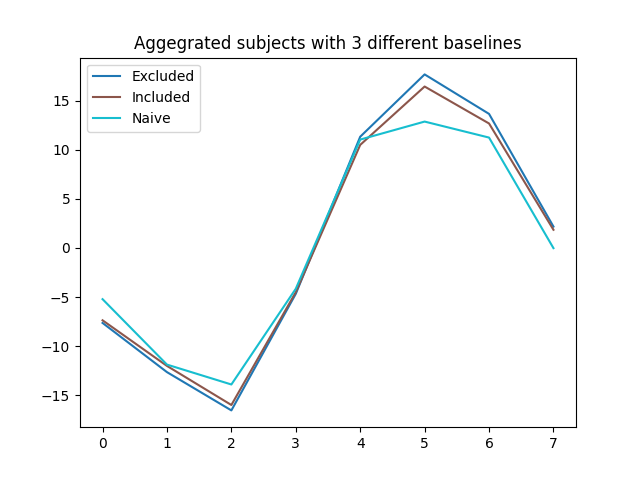 Aggegrated subjects with 3 different baselines
Excluded
Included
Naive
15
10
5
0
−5
−10
−15
0 1 2 3 4 5 6 7